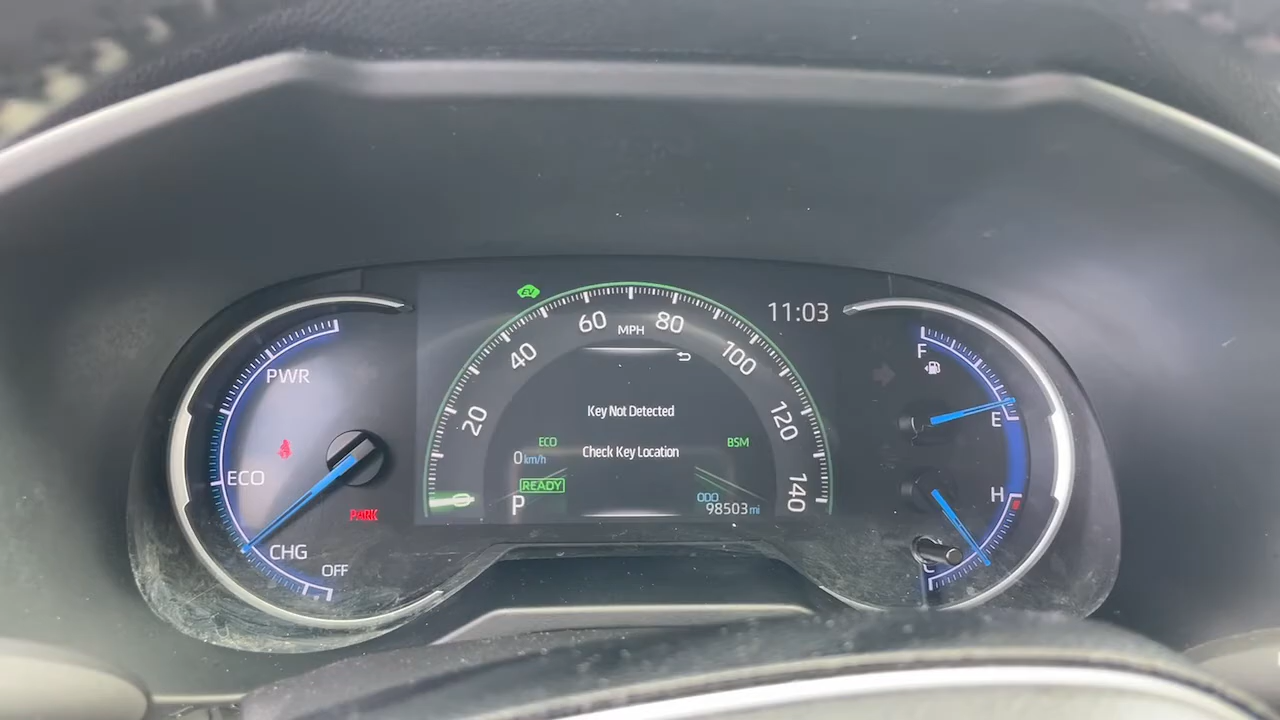 EV
60
MPH
80
11:03
40
100
20
120
140
PWR
ECO
CHG
OFF
PARK
Key Not Detected
Check Key Location
ECO
BSM
0 km/h
READY
P
ODO
98503 mi
F
E
H
C